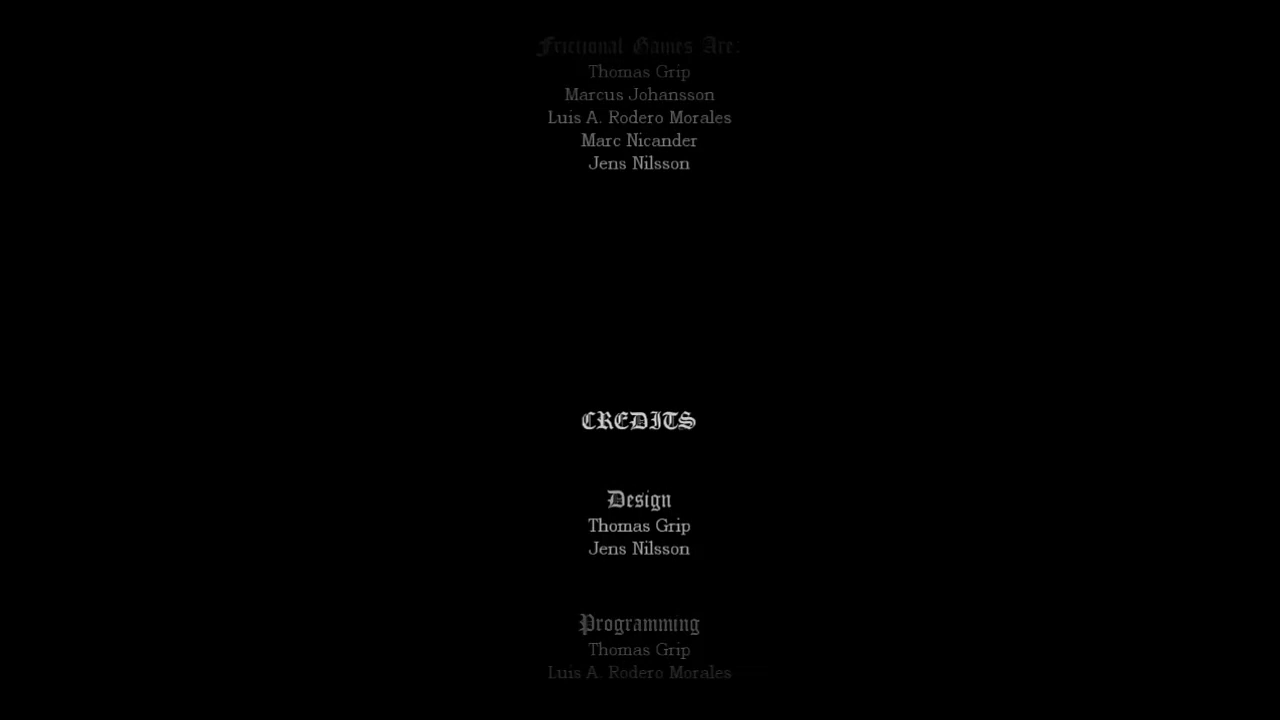 Frictional Games Are:
Thomas Grip
Marcus Johansson
Luis A. Rodero Morales
Marc Nicander
Jens Nilsson
CREDITS
Design
Thomas Grip
Jens Nilsson
Programming
Thomas Grip
Luis A. Rodero Morales